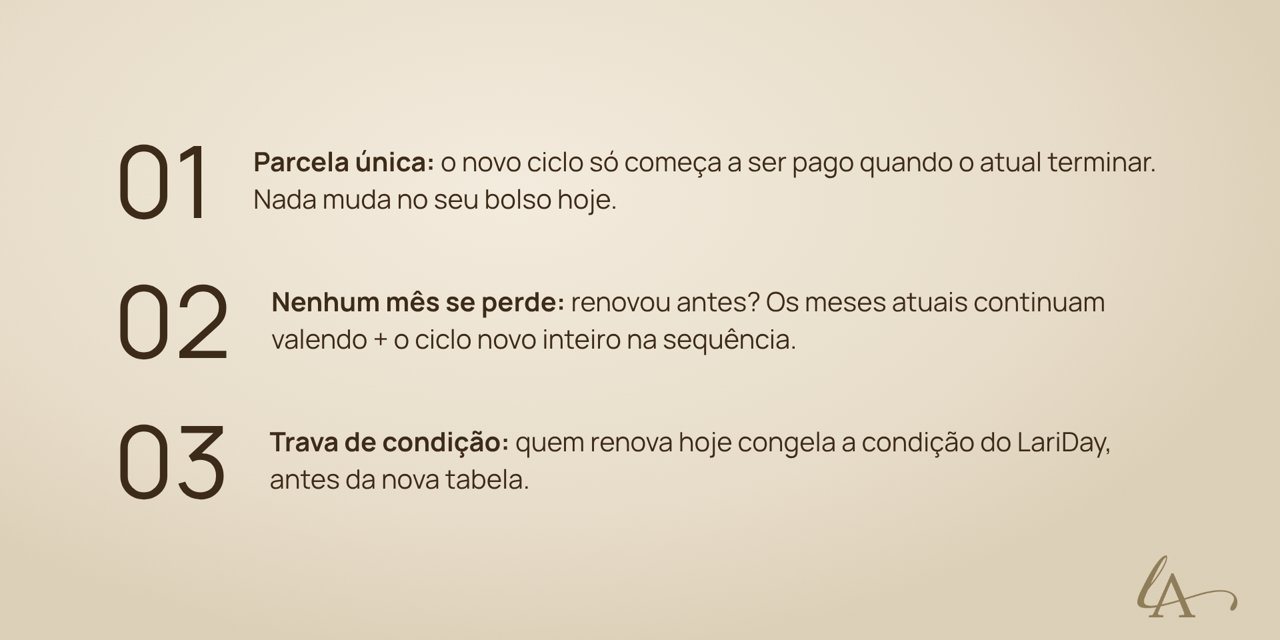 01
Parcela única: o novo ciclo só começa a ser pago quando o atual terminar.
Nada muda no seu bolso hoje.
02
Nenhum mês se perde: renovou antes? Os meses atuais continuam
valendo + o ciclo novo inteiro na sequência.
03
Trava de condição: quem renova hoje congela a condição do LariDay,
antes da nova tabela.
lA